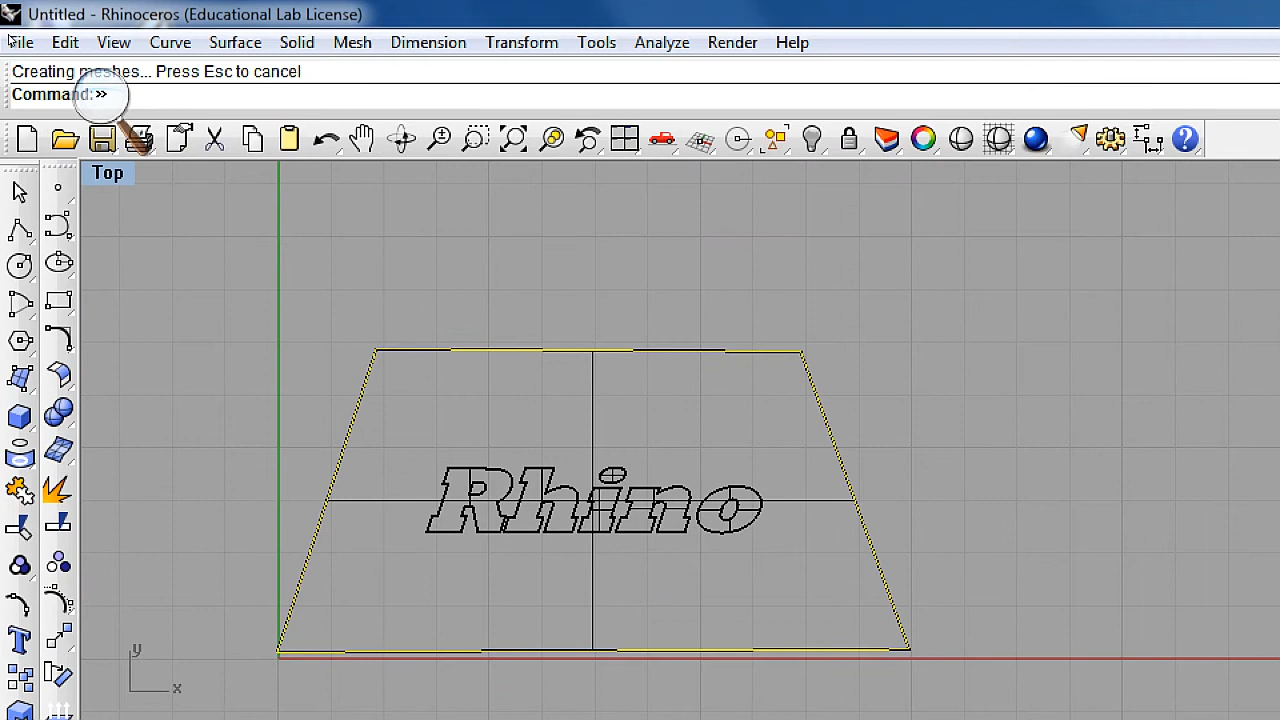 Untitled - Rhinoceros (Educational Lab License)
File Edit View Curve Surface Solid Mesh Dimension Transform Tools Analyze Render Help
Creating meshes... Press Esc to cancel
Command: »
Top
Rhino
y
x